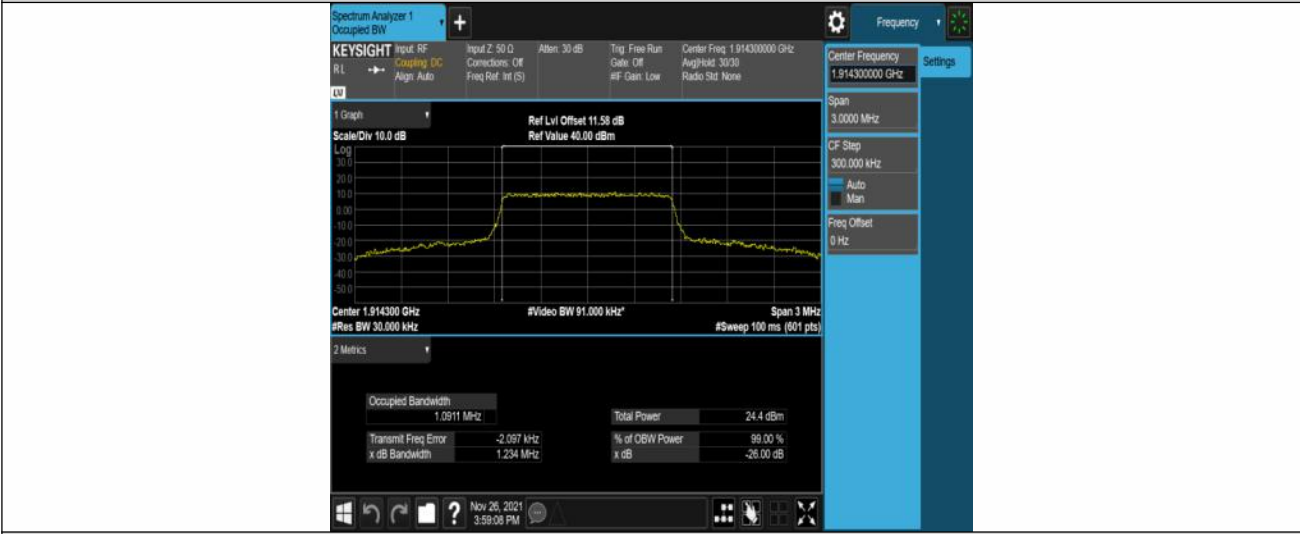 Spectrum Analyzer 1
Occupied BW
+
Frequency
KEYSIGHT
R L
Input: RF
Coupling: DC
Align: Auto
Input Z: 50 Ω
Corrections: Off
Freq Ref: Int (S)
Atten: 30 dB
Trig: Free Run
Gate: Off
#IF Gain: Low
Center Freq: 1.914300000 GHz
Avg|Hold: 30/30
Radio Std: None
Center Frequency
1.914300000 GHz
Settings
Span
3.0000 MHz
CF Step
300.000 kHz
Auto
Man
Freq Offset
0 Hz
1 Graph
Scale/Div 10.0 dB
Ref Lvl Offset 11.58 dB
Ref Value 40.00 dBm
Log
30.0
20.0
10.0
0.00
-10.0
-20.0
-30.0
-40.0
-50.0
Center 1.914300 GHz
#Video BW 91.000 kHz*
Span 3 MHz
#Res BW 30.000 kHz
#Sweep 100 ms (601 pts)
2 Metrics
Occupied Bandwidth
1.0911 MHz
Total Power 24.4 dBm
Transmit Freq Error -2.097 kHz
% of OBW Power 99.00 %
x dB Bandwidth 1.234 MHz
x dB -26.00 dB
?
Nov 26, 2021
3:59:08 PM